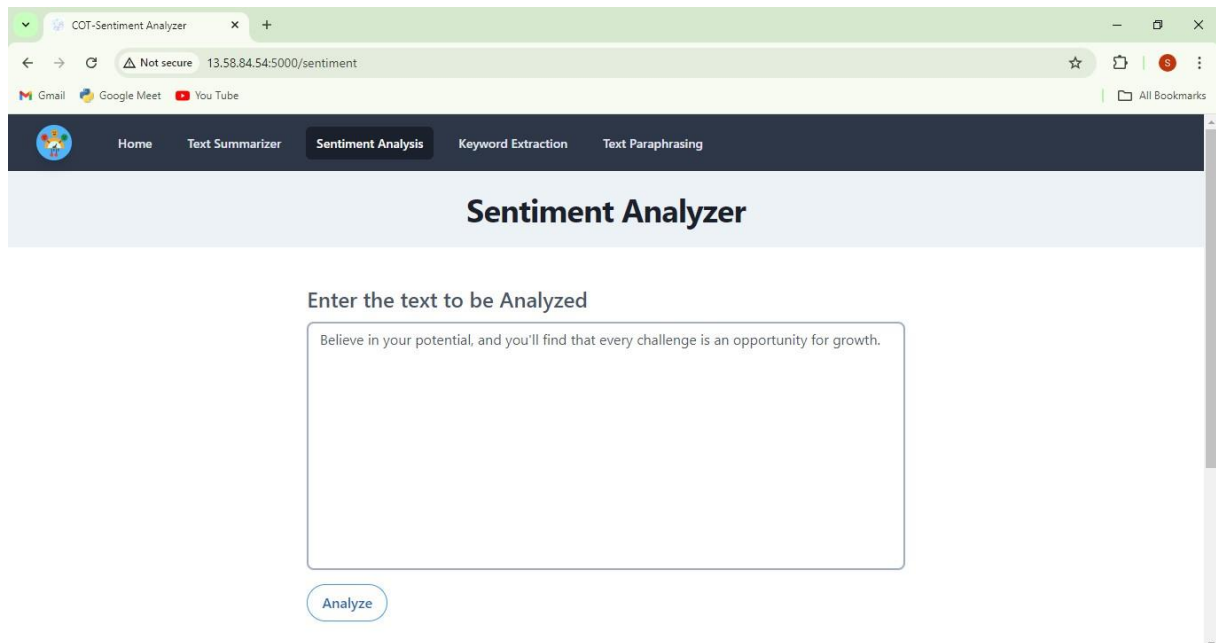 COT-Sentiment Analyzer
Not secure 13.58.84.54:5000/sentiment
S
Gmail Google Meet You Tube All Bookmarks
Home Text Summarizer Sentiment Analysis Keyword Extraction Text Paraphrasing
Sentiment Analyzer
Enter the text to be Analyzed
Believe in your potential, and you'll find that every challenge is an opportunity for growth.
Analyze